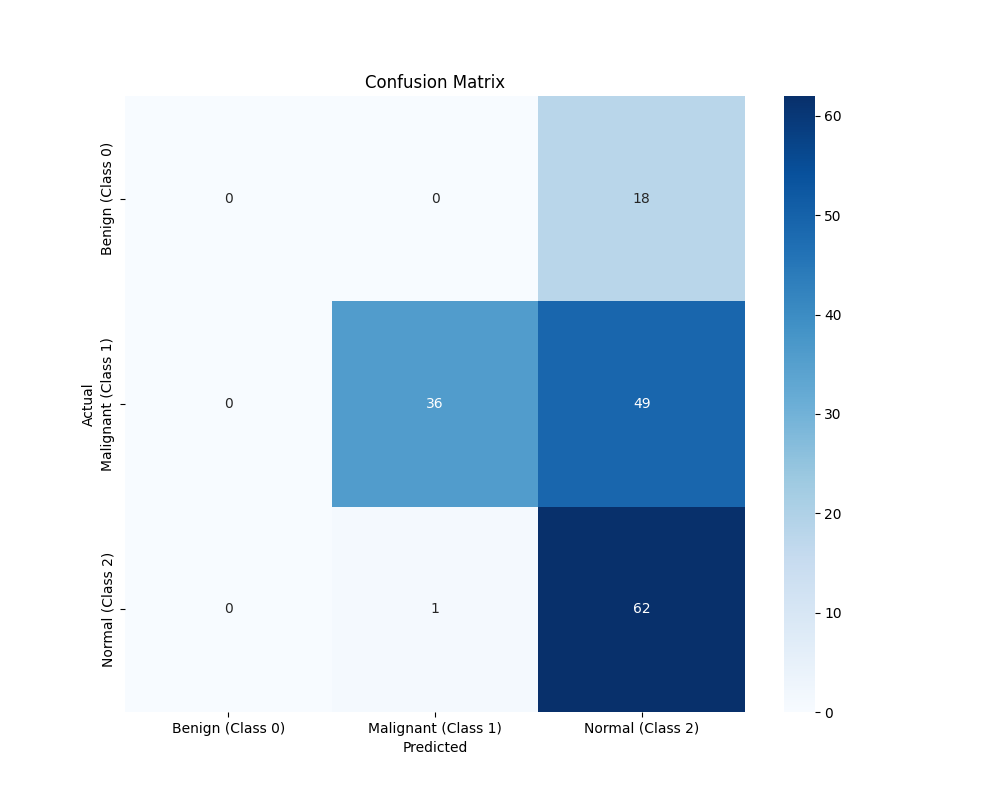 Confusion Matrix
Actual
Benign (Class 0)
0 0 18
Malignant (Class 1)
0 36 49
Normal (Class 2)
0 1 62
Benign (Class 0) Malignant (Class 1) Normal (Class 2)
Predicted
60
50
40
30
20
10
0